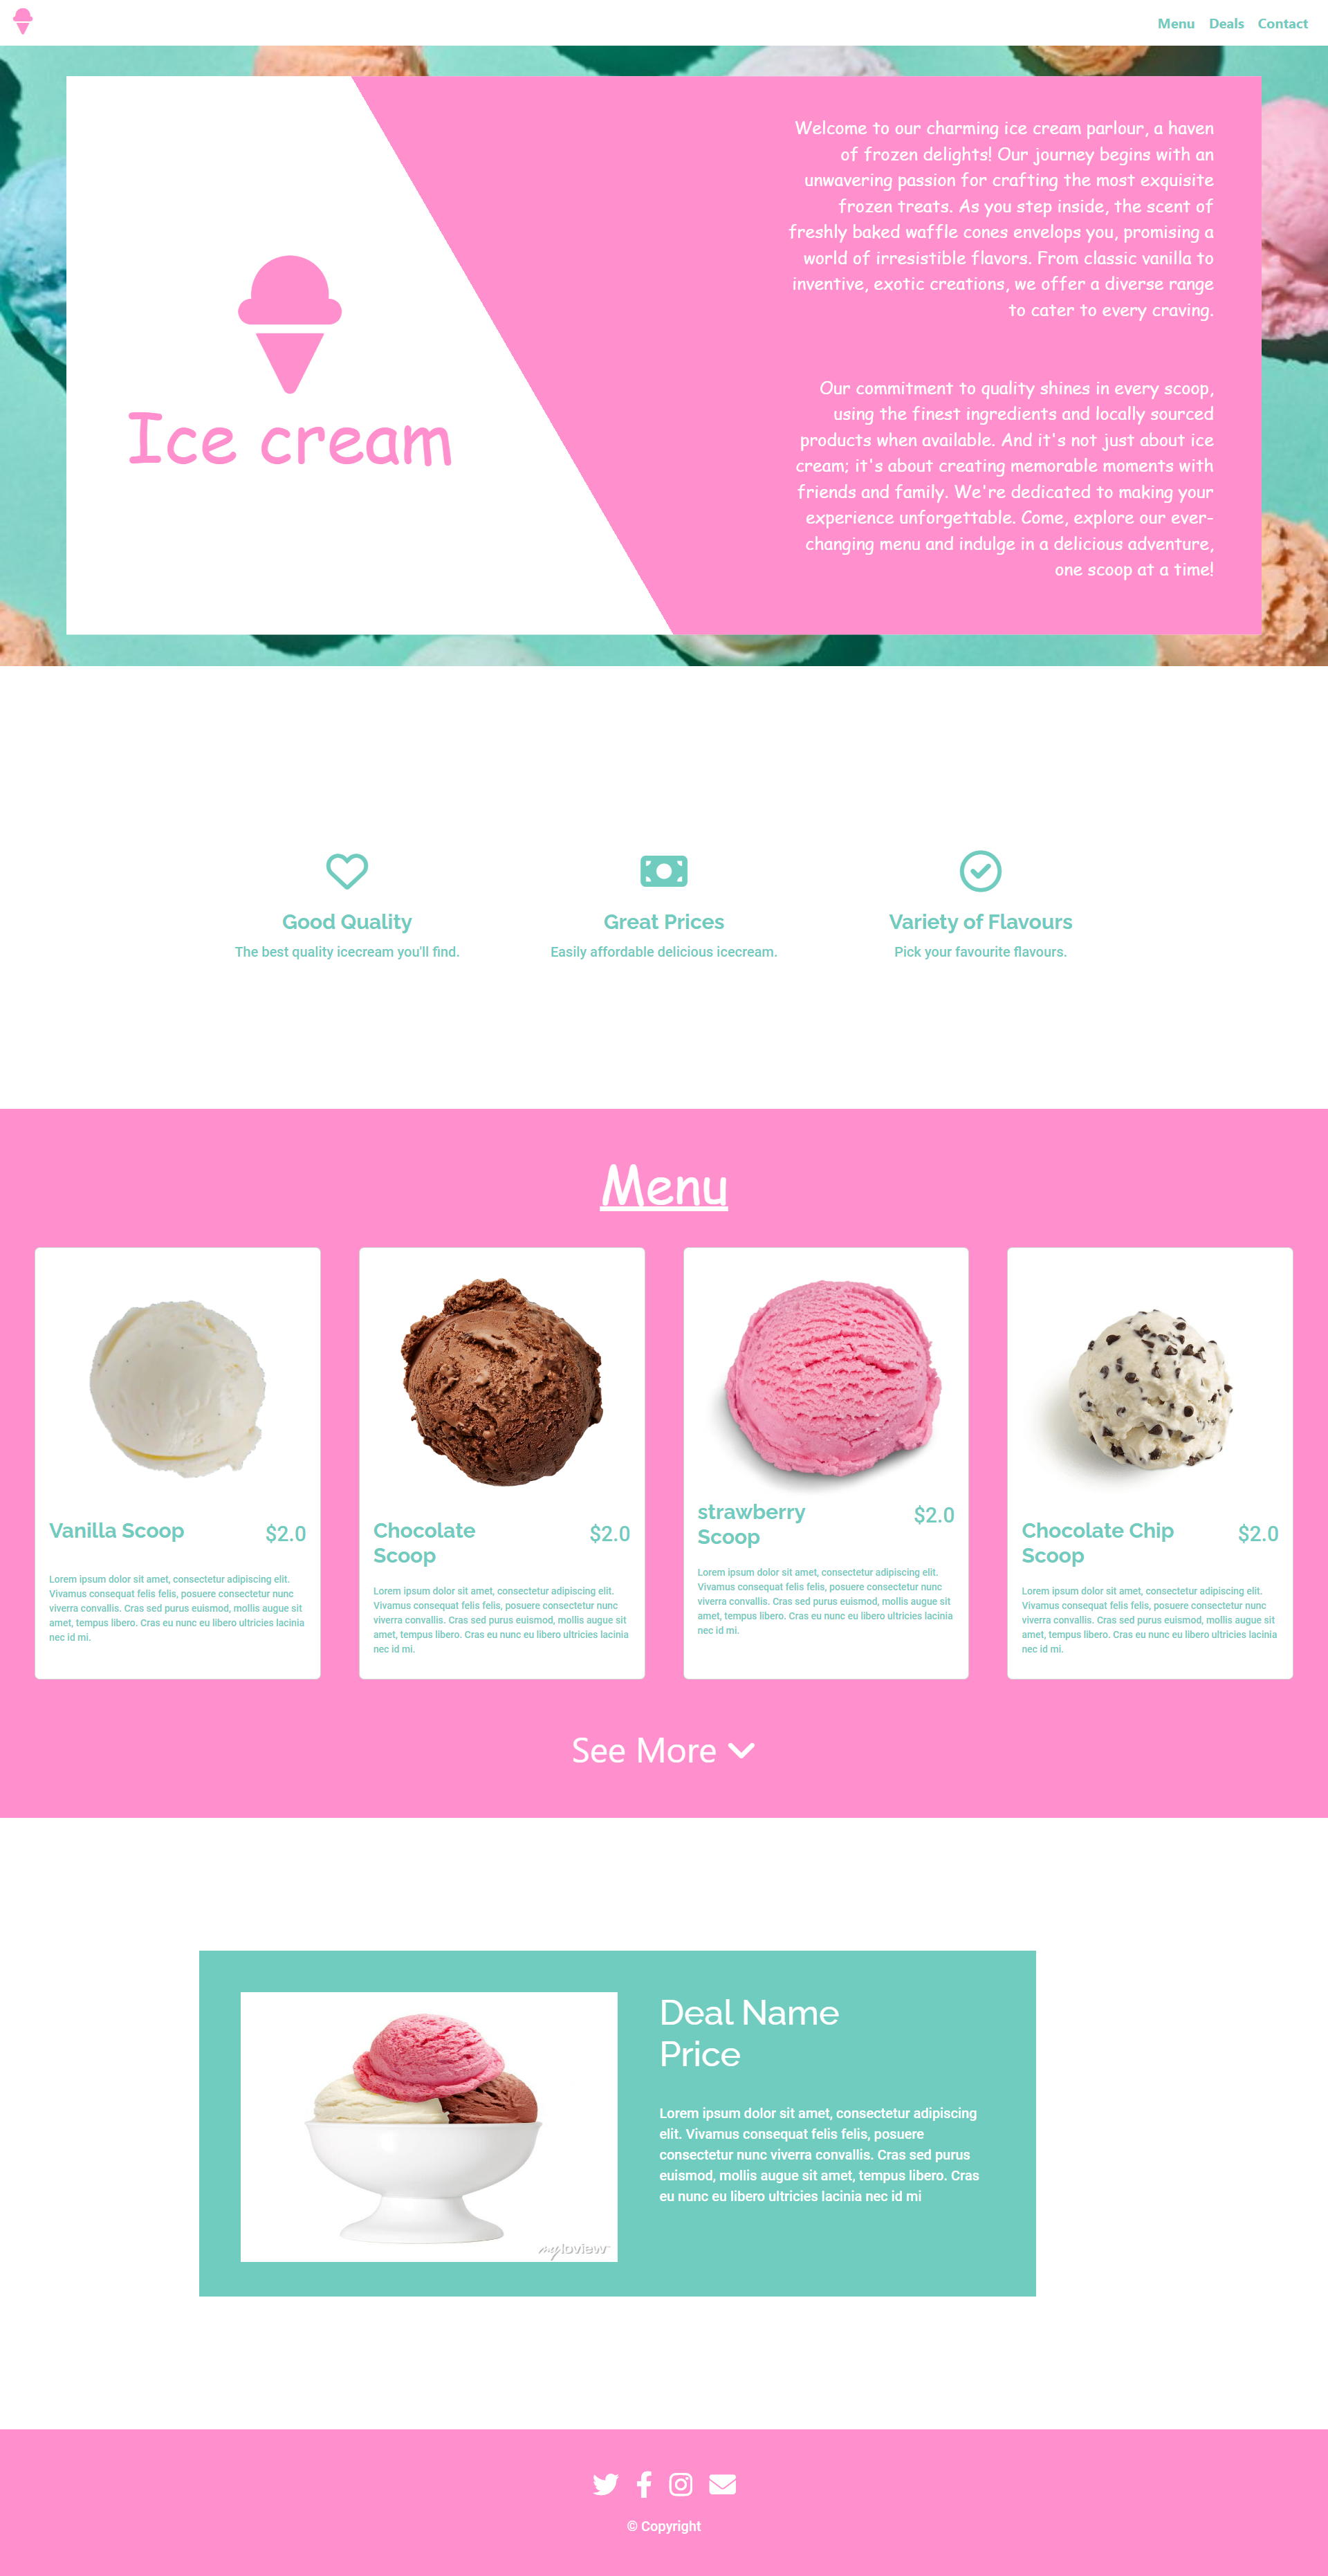 Menu Deals Contact
Welcome to our charming ice cream parlour, a haven
of frozen delights! Our journey begins with an
unwavering passion for crafting the most exquisite
frozen treats. As you step inside, the scent of
freshly baked waffle cones envelops you, promising a
world of irresistible flavors. From classic vanilla to
inventive, exotic creations, we offer a diverse range
to cater to every craving.
Ice cream
Our commitment to quality shines in every scoop,
using the finest ingredients and locally sourced
products when available. And it's not just about ice
cream; it's about creating memorable moments with
friends and family. We're dedicated to making your
experience unforgettable. Come, explore our ever-
changing menu and indulge in a delicious adventure,
one scoop at a time!
Good Quality
The best quality icecream you'll find.
Great Prices
Easily affordable delicious icecream.
Variety of Flavours
Pick your favourite flavours.
Menu
Vanilla Scoop
$2.0
Lorem ipsum dolor sit amet, consectetur adipiscing elit.
Vivamus consequat felis felis, posuere consectetur nunc
viverra convallis. Cras sed purus euismod, mollis augue sit
amet, tempus libero. Cras eu nunc eu libero ultricies lacinia
nec id mi.
Chocolate
Scoop
$2.0
Lorem ipsum dolor sit amet, consectetur adipiscing elit.
Vivamus consequat felis felis, posuere consectetur nunc
viverra convallis. Cras sed purus euismod, mollis augue sit
amet, tempus libero. Cras eu nunc eu libero ultricies lacinia
nec id mi.
strawberry
Scoop
$2.0
Lorem ipsum dolor sit amet, consectetur adipiscing elit.
Vivamus consequat felis felis, posuere consectetur nunc
viverra convallis. Cras sed purus euismod, mollis augue sit
amet, tempus libero. Cras eu nunc eu libero ultricies lacinia
nec id mi.
Chocolate Chip
Scoop
$2.0
Lorem ipsum dolor sit amet, consectetur adipiscing elit.
Vivamus consequat felis felis, posuere consectetur nunc
viverra convallis. Cras sed purus euismod, mollis augue sit
amet, tempus libero. Cras eu nunc eu libero ultricies lacinia
nec id mi.
See More
Deal Name
Price
Lorem ipsum dolor sit amet, consectetur adipiscing
elit. Vivamus consequat felis felis, posuere
consectetur nunc viverra convallis. Cras sed purus
euismod, mollis augue sit amet, tempus libero. Cras
eu nunc eu libero ultricies lacinia nec id mi
myloview
© Copyright